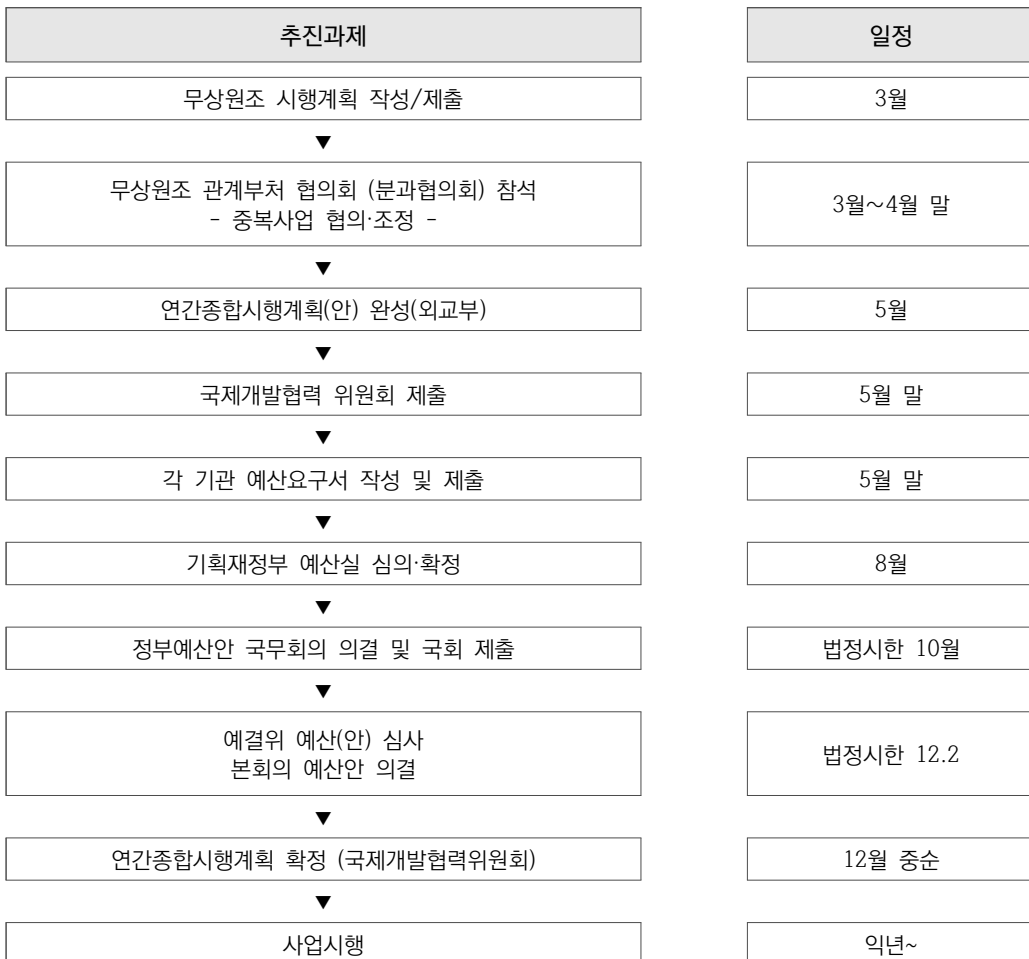 추진과제
일정
무상원조 시행계획 작성/제출
3월
▼
무상원조 관계부처 협의회 (분과협의회) 참석
- 중복사업 협의·조정 -
3월~4월 말
▼
연간종합시행계획(안) 완성(외교부)
5월
▼
국제개발협력 위원회 제출
5월 말
▼
각 기관 예산요구서 작성 및 제출
5월 말
▼
기획재정부 예산실 심의·확정
8월
▼
정부예산안 국무회의 의결 및 국회 제출
법정시한 10월
▼
예결위 예산(안) 심사
본회의 예산안 의결
법정시한 12.2
▼
연간종합시행계획 확정 (국제개발협력위원회)
12월 중순
▼
사업시행
익년~